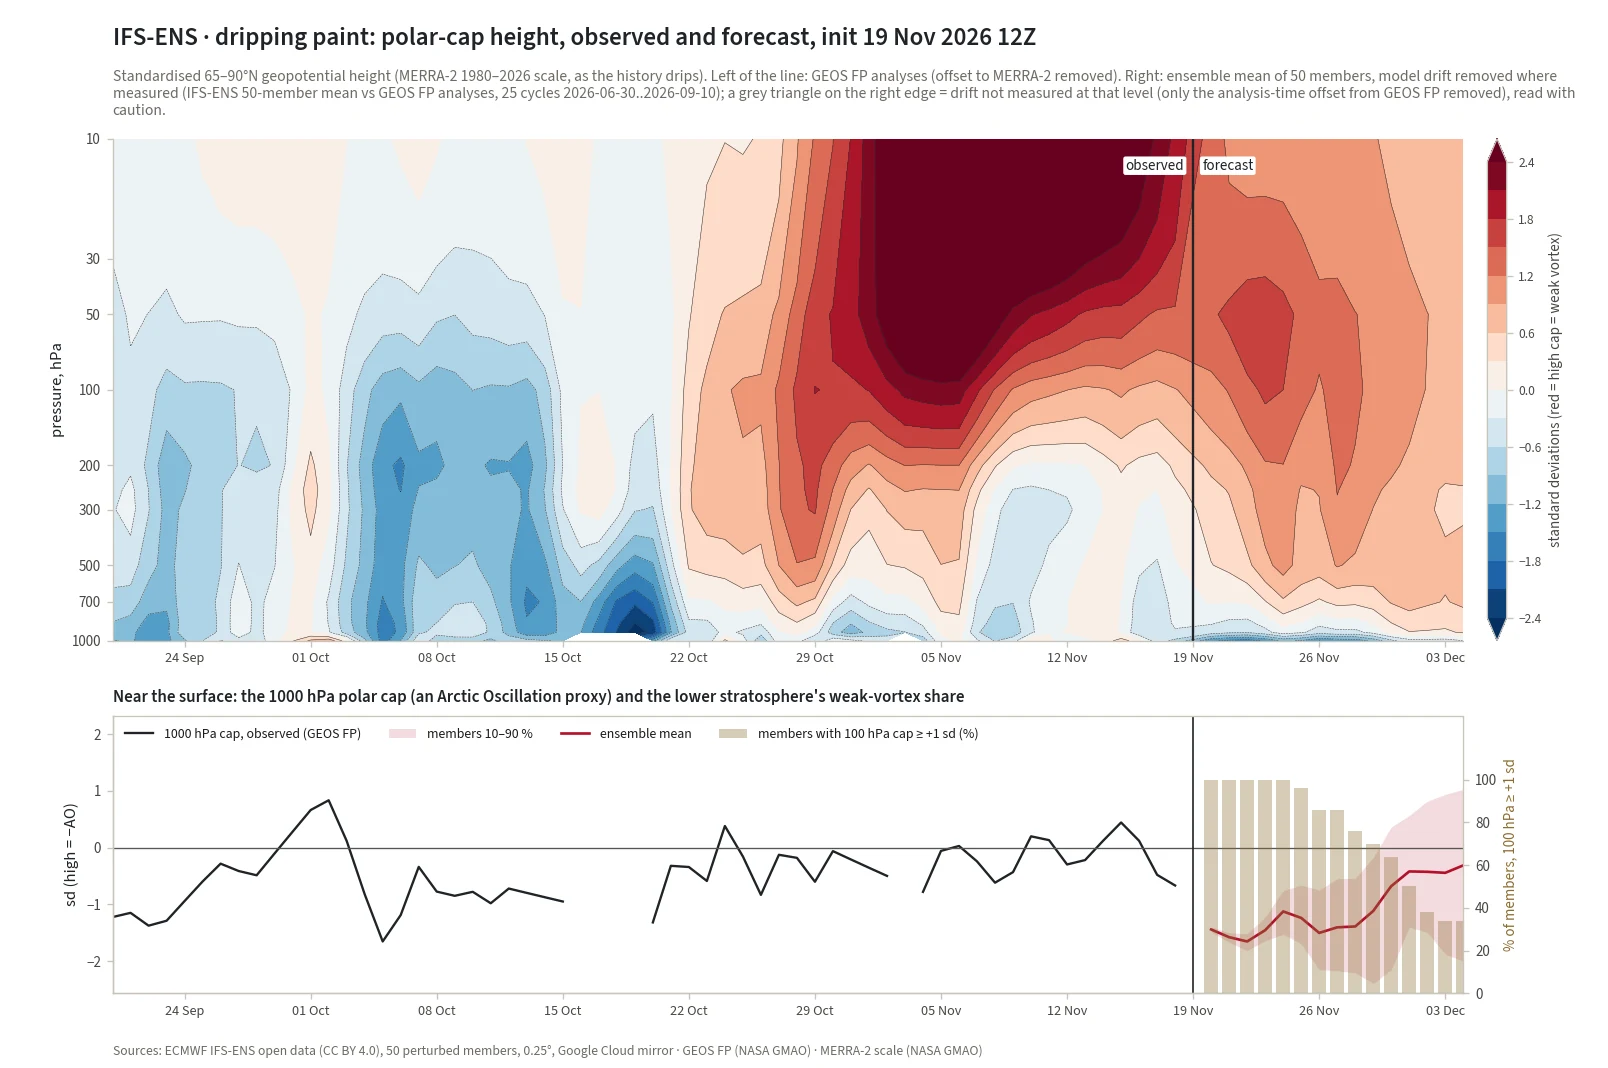 IFS-ENS · dripping paint: polar-cap height, observed and forecast, init 19 Nov 2026 12Z
Standardised 65–90°N geopotential height (MERRA-2 1980–2026 scale, as the history drips). Left of the line: GEOS FP analyses (offset to MERRA-2 removed). Right: ensemble mean of 50 members, model drift removed where
measured (IFS-ENS 50-member mean vs GEOS FP analyses, 25 cycles 2026-06-30..2026-09-10); a grey triangle on the right edge = drift not measured at that level (only the analysis-time offset from GEOS FP removed), read with
caution.
observed
forecast
pressure, hPa
10
30
50
100
200
300
500
700
1000
24 Sep
01 Oct
08 Oct
15 Oct
22 Oct
29 Oct
05 Nov
12 Nov
19 Nov
26 Nov
03 Dec
2.4
1.8
1.2
0.6
0.0
−0.6
−1.2
−1.8
−2.4
standard deviations (red = high cap = weak vortex)
Near the surface: the 1000 hPa polar cap (an Arctic Oscillation proxy) and the lower stratosphere's weak-vortex share
1000 hPa cap, observed (GEOS FP)
members 10–90 %
ensemble mean
members with 100 hPa cap ≥ +1 sd (%)
sd (high = −AO)
2
1
0
−1
−2
100
80
60
40
20
0
% of members, 100 hPa ≥ +1 sd
24 Sep
01 Oct
08 Oct
15 Oct
22 Oct
29 Oct
05 Nov
12 Nov
19 Nov
26 Nov
03 Dec
Sources: ECMWF IFS-ENS open data (CC BY 4.0), 50 perturbed members, 0.25°, Google Cloud mirror · GEOS FP (NASA GMAO) · MERRA-2 scale (NASA GMAO)